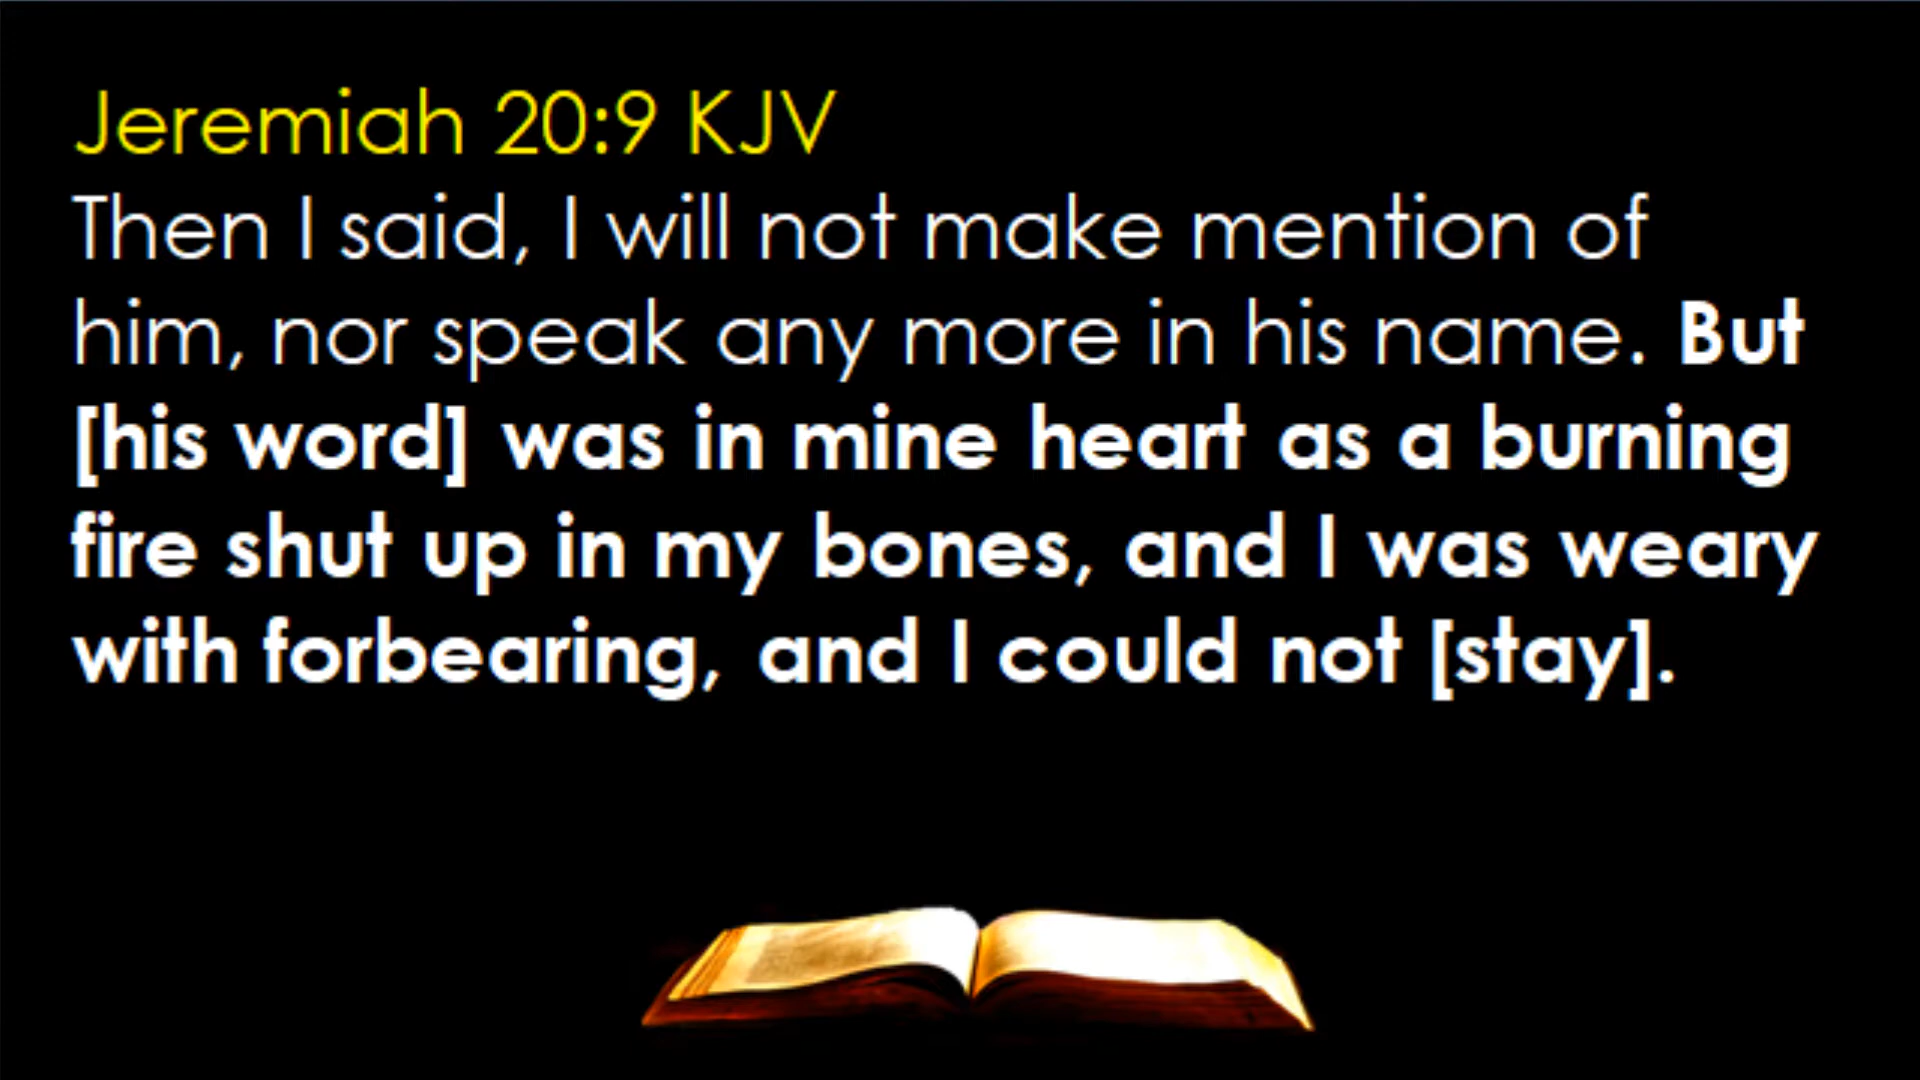 Jeremiah 20:9 KJV
Then I said, I will not make mention of
him, nor speak any more in his name. But
[his word] was in mine heart as a burning
fire shut up in my bones, and I was weary
with forbearing, and I could not [stay].